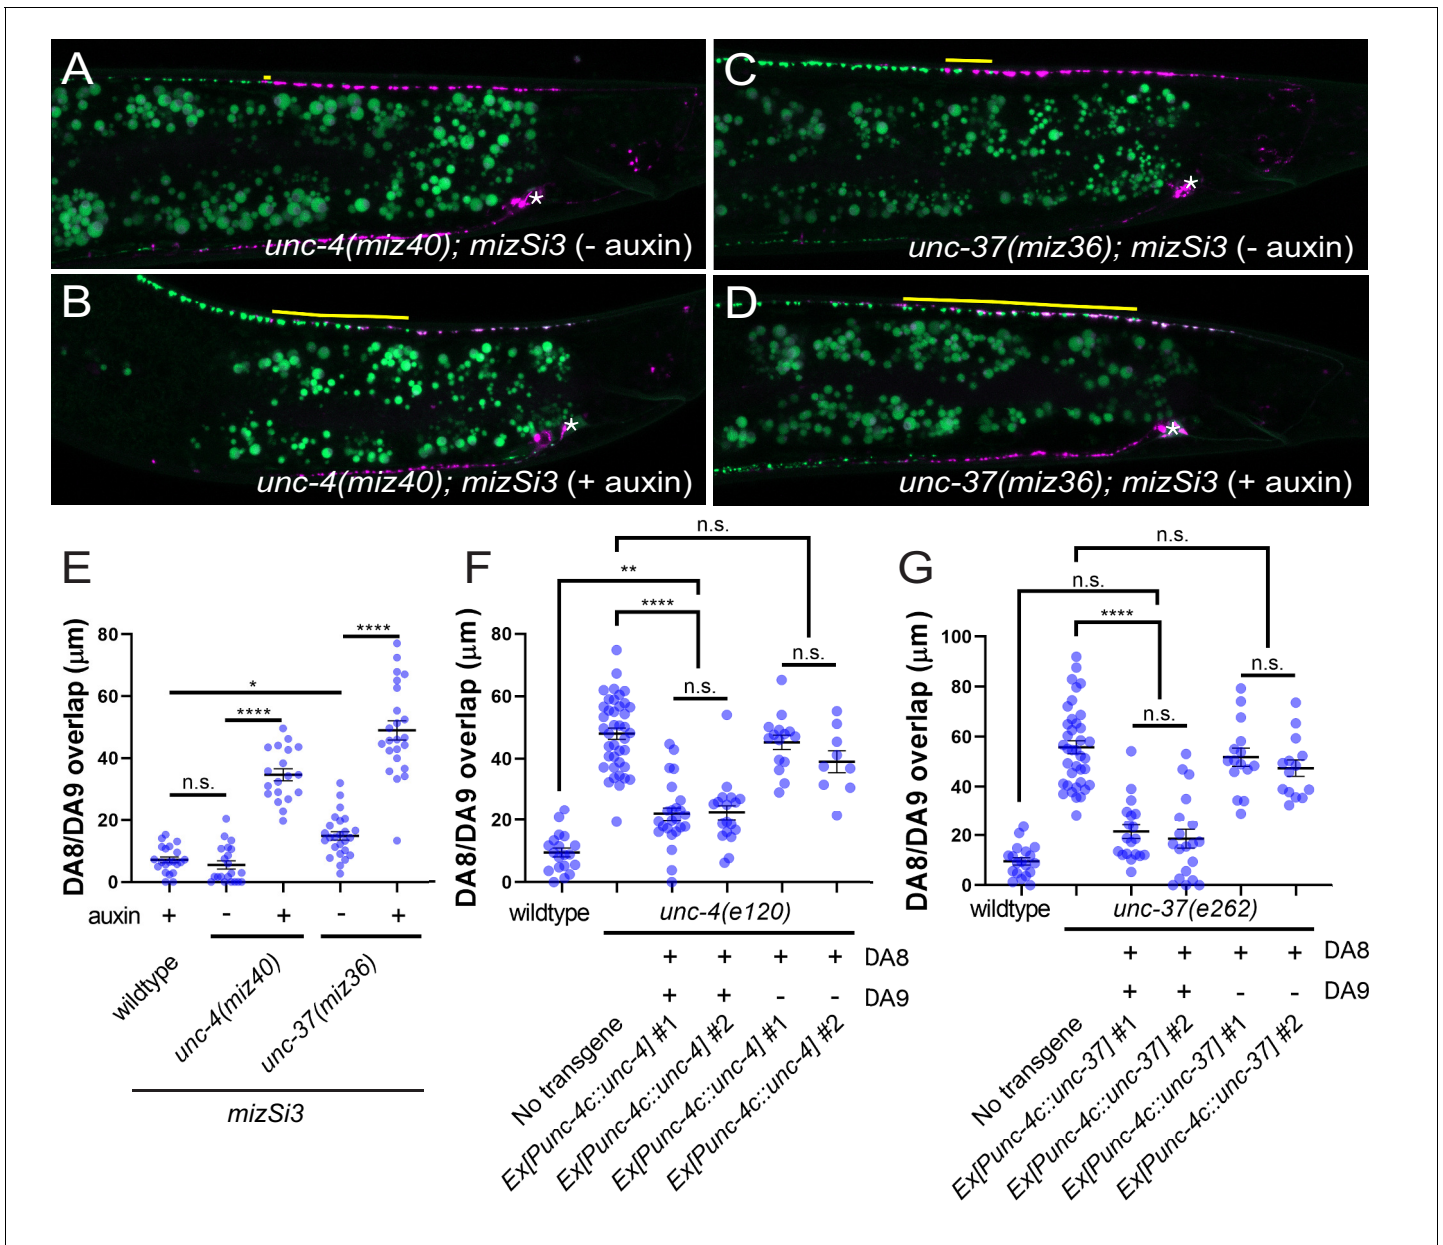 A
*
unc-4(miz40); mizSi3 (- auxin)
C
*
unc-37(miz36); mizSi3 (- auxin)
B
*
unc-4(miz40); mizSi3 (+ auxin)
D
*
unc-37(miz36); mizSi3 (+ auxin)
E
DA8/DA9 overlap (μm)
80
60
40
20
0
n.s.
****
*
****
auxin + - + - +
wildtype
unc-4(miz40)
unc-37(miz36)
mizSi3
F
DA8/DA9 overlap (μm)
80
60
40
20
0
n.s.
**
****
n.s.
n.s.
wildtype
unc-4(e120)
+ + + + DA8
+ + - - DA9
No transgene
Ex[Punc-4c::unc-4] #1
Ex[Punc-4c::unc-4] #2
Ex[Punc-4c::unc-4] #1
Ex[Punc-4c::unc-4] #2
G
DA8/DA9 overlap (μm)
100
80
60
40
20
0
n.s.
n.s.
****
n.s.
n.s.
wildtype
unc-37(e262)
+ + + + DA8
+ + - - DA9
No transgene
Ex[Punc-4c::unc-37] #1
Ex[Punc-4c::unc-37] #2
Ex[Punc-4c::unc-37] #1
Ex[Punc-4c::unc-37] #2